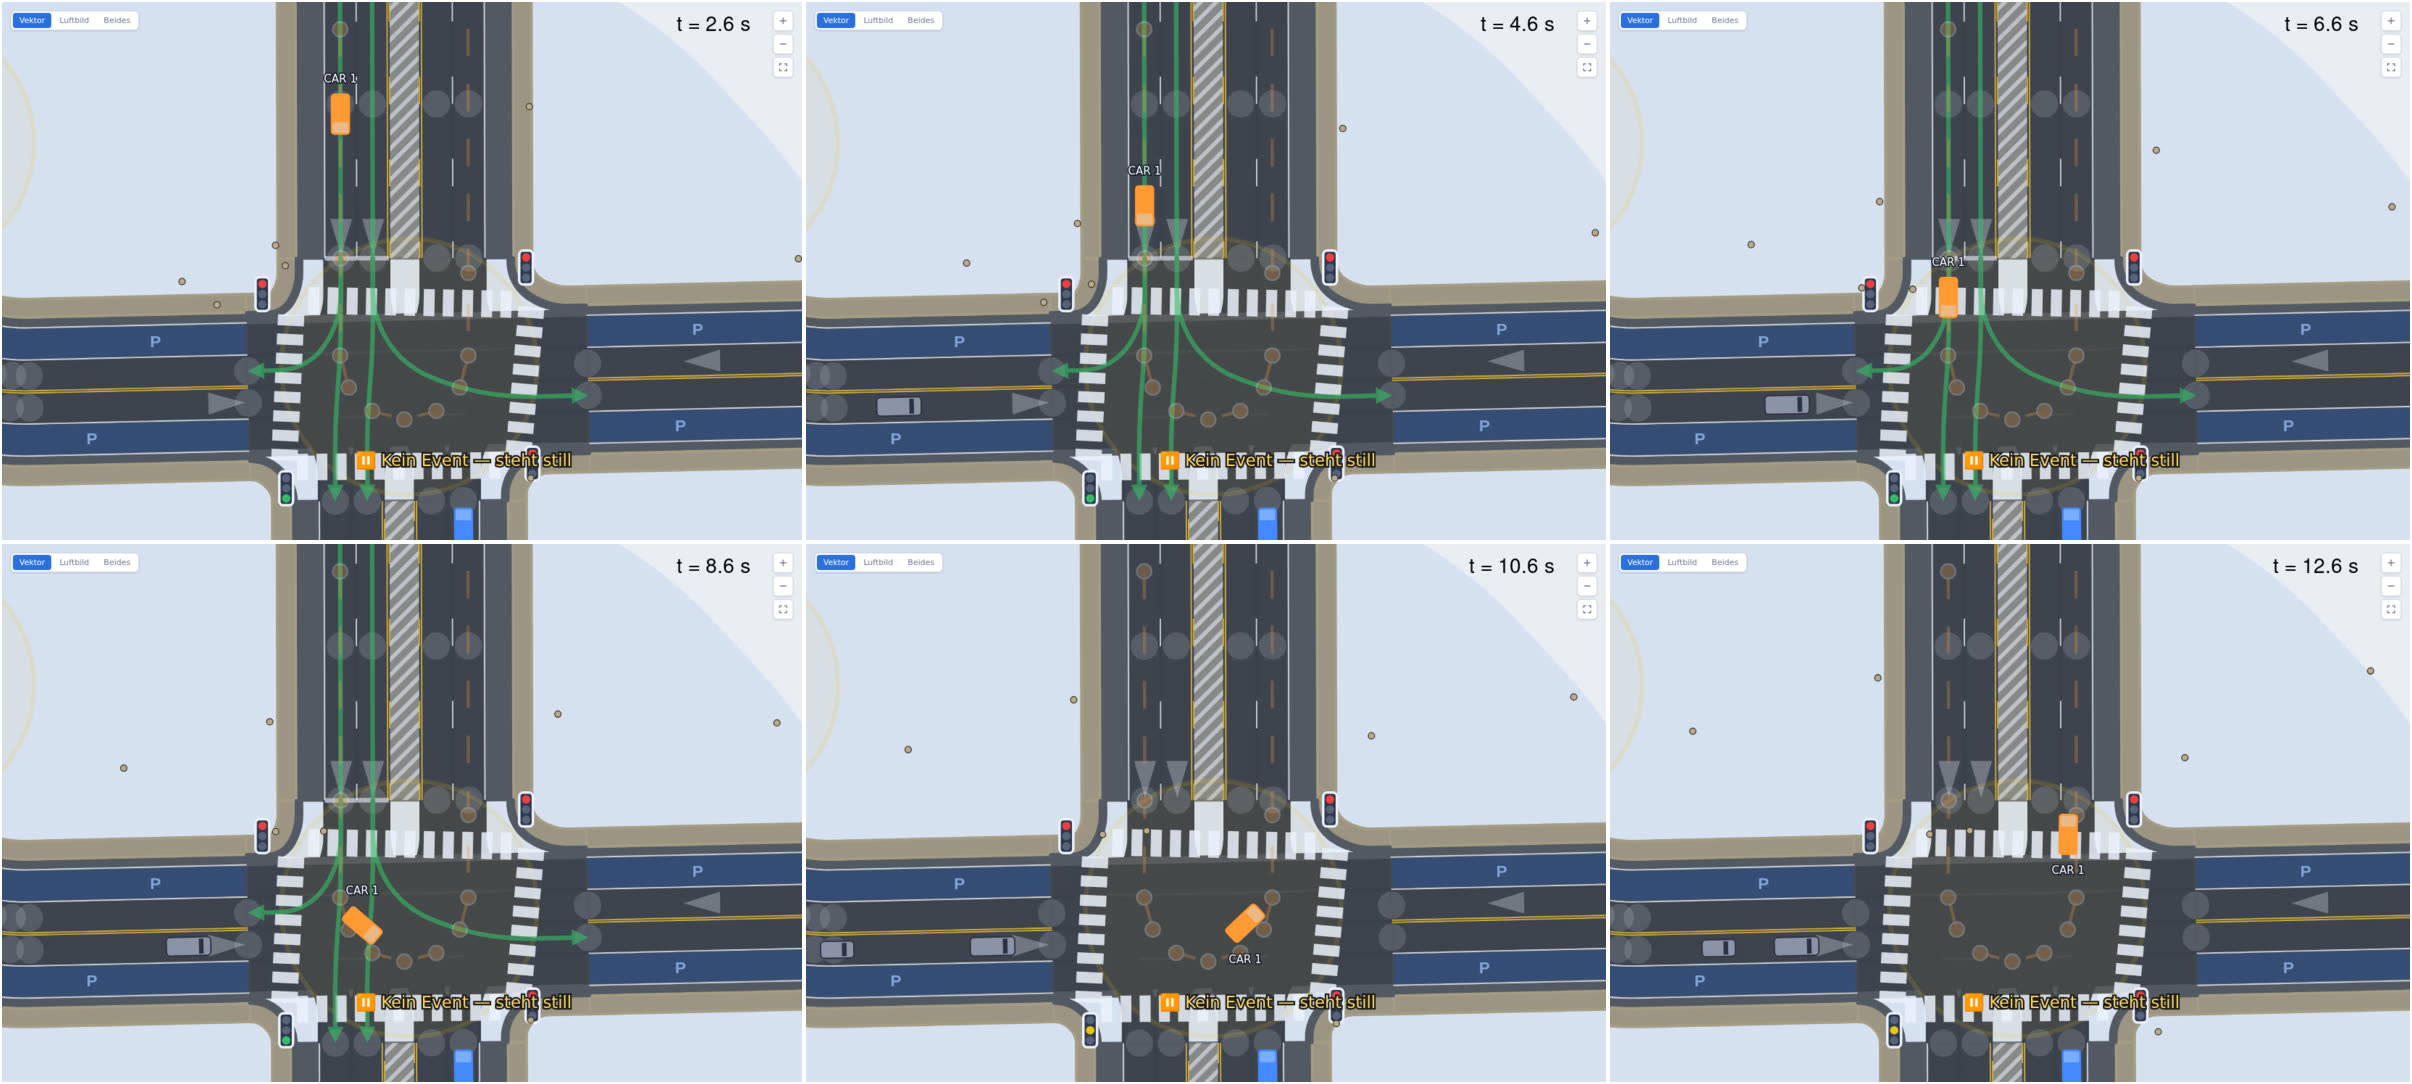 Vektor Luftbild Beides
t = 2.6 s
+
−
CAR 1
P
P
P
P
Kein Event — steht still
Vektor Luftbild Beides
t = 4.6 s
+
−
CAR 1
P
P
P
P
Kein Event — steht still
Vektor Luftbild Beides
t = 6.6 s
+
−
CAR 1
P
P
P
P
Kein Event — steht still
Vektor Luftbild Beides
t = 8.6 s
+
−
P
P
CAR 1
P
P
Kein Event — steht still
Vektor Luftbild Beides
t = 10.6 s
+
−
P
P
CAR 1
P
P
Kein Event — steht still
Vektor Luftbild Beides
t = 12.6 s
+
−
CAR 1
P
P
P
P
Kein Event — steht still